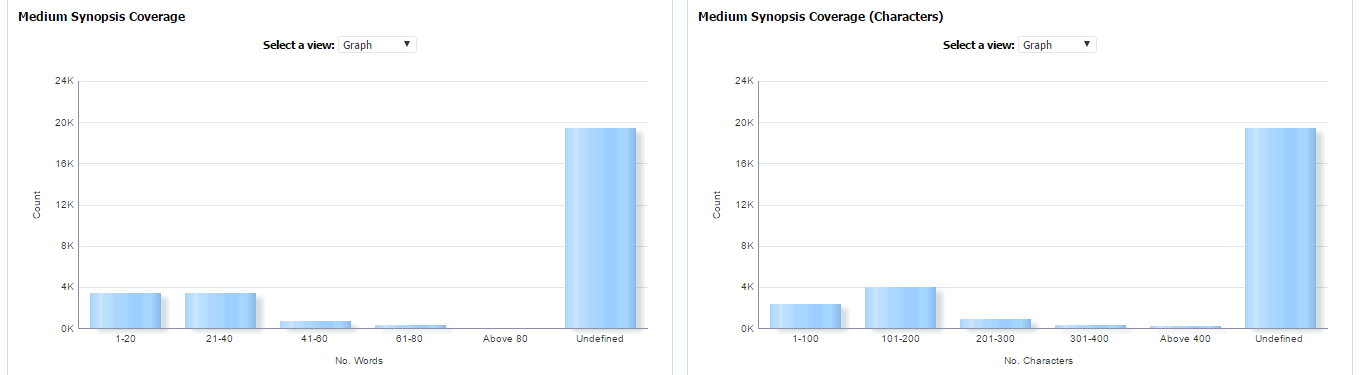 Medium Synopsis Coverage
Select a view: Graph
24K
20K
16K
12K
8K
4K
0K
Count
1-20 21-40 41-60 61-80 Above 80 Undefined
No. Words
Medium Synopsis Coverage (Characters)
Select a view: Graph
24K
20K
16K
12K
8K
4K
0K
Count
1-100 101-200 201-300 301-400 Above 400 Undefined
No. Characters